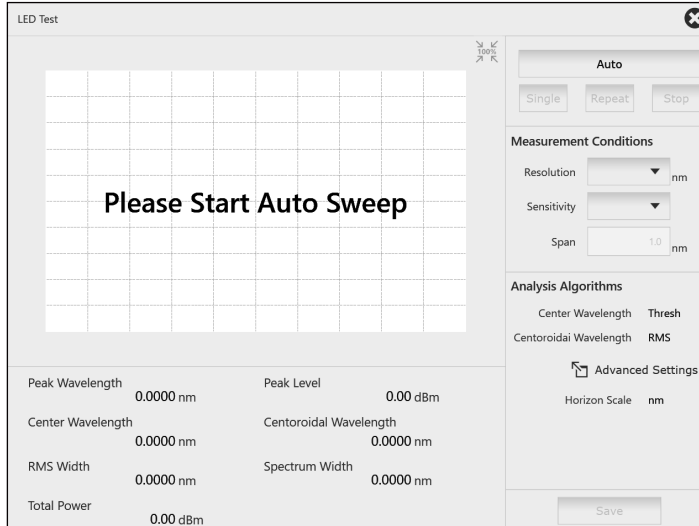 LED Test
100%
Please Start Auto Sweep
Auto
Single Repeat Stop
Measurement Conditions
Resolution nm
Sensitivity
Span 1.0 nm
Analysis Algorithms
Center Wavelength Thresh
Centoroidai Wavelength RMS
Advanced Settings
Horizon Scale nm
Save
Peak Wavelength
0.0000 nm
Peak Level
0.00 dBm
Center Wavelength
0.0000 nm
Centoroidal Wavelength
0.0000 nm
RMS Width
0.0000 nm
Spectrum Width
0.0000 nm
Total Power
0.00 dBm